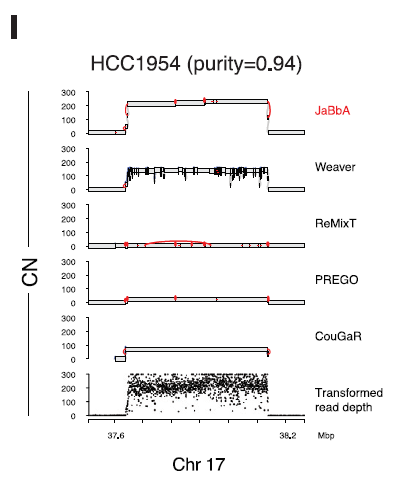 I
HCC1954 (purity=0.94)
300
200
100
0
JaBbA
300
200
100
0
Weaver
300
200
100
0
ReMixT
CN
300
200
100
0
PREGO
300
200
100
0
CouGaR
300
200
100
0
Transformed
read depth
37.6 38.2 Mbp
Chr 17